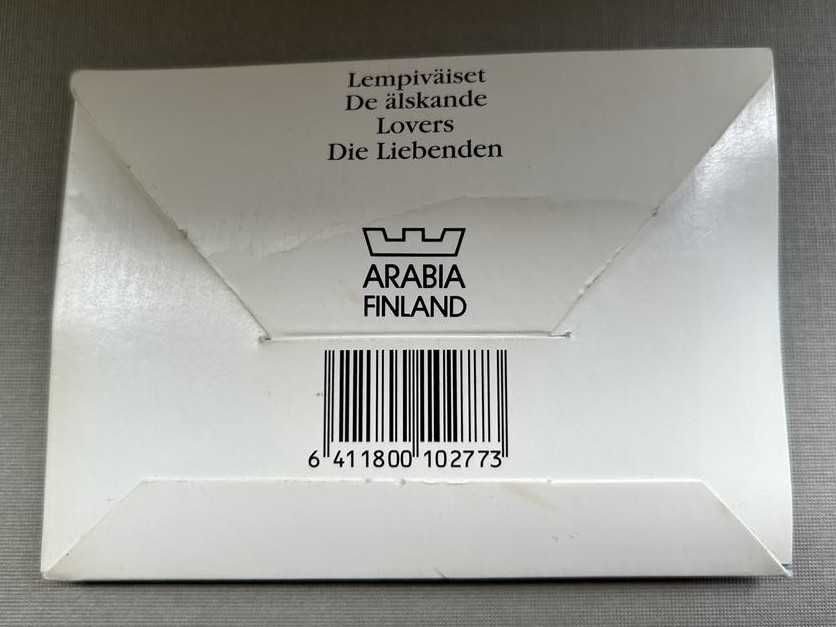 Lempiväiset
De älskande
Lovers
Die Liebenden
ARABIA
FINLAND
6 411800 102773